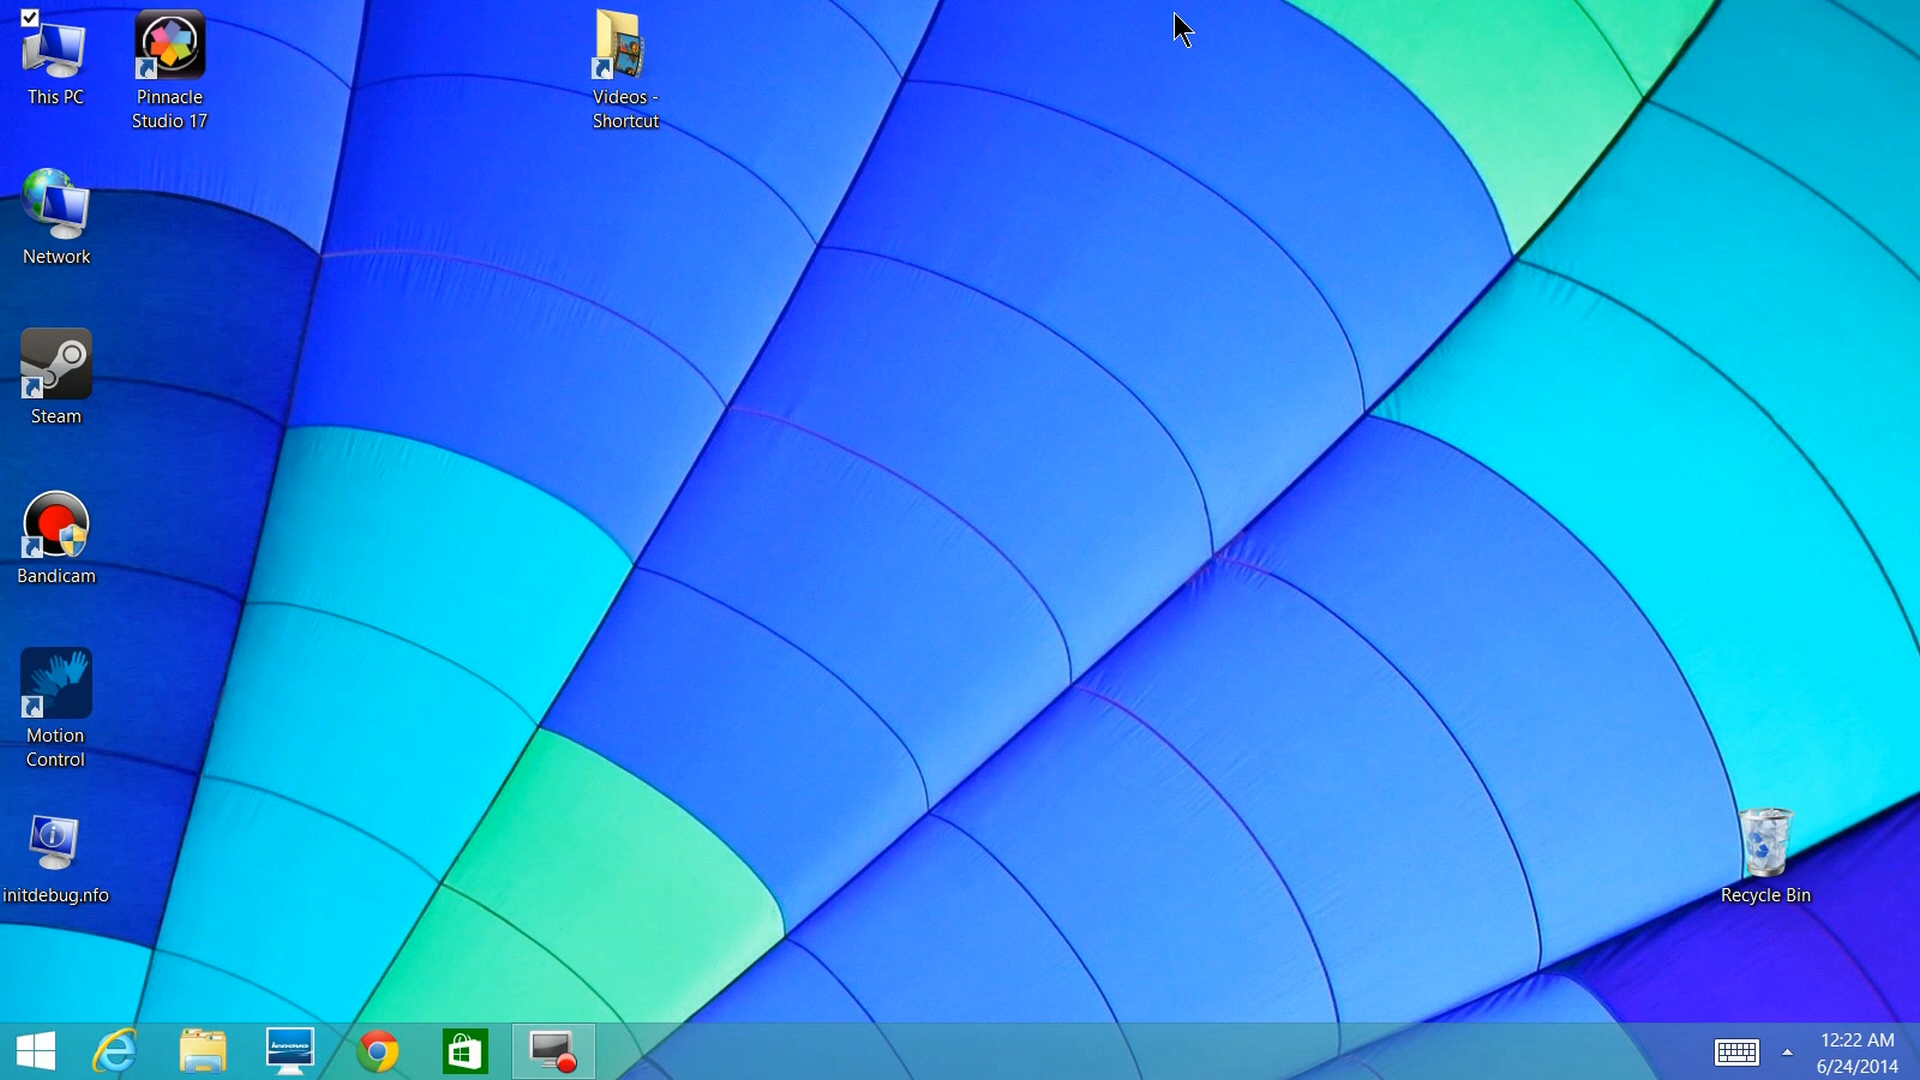 This PC
Pinnacle
Studio 17
Videos -
Shortcut
Network
Steam
Bandicam
Motion
Control
initdebug.nfo
Recycle Bin
lenovo
12:22 AM
6/24/2014